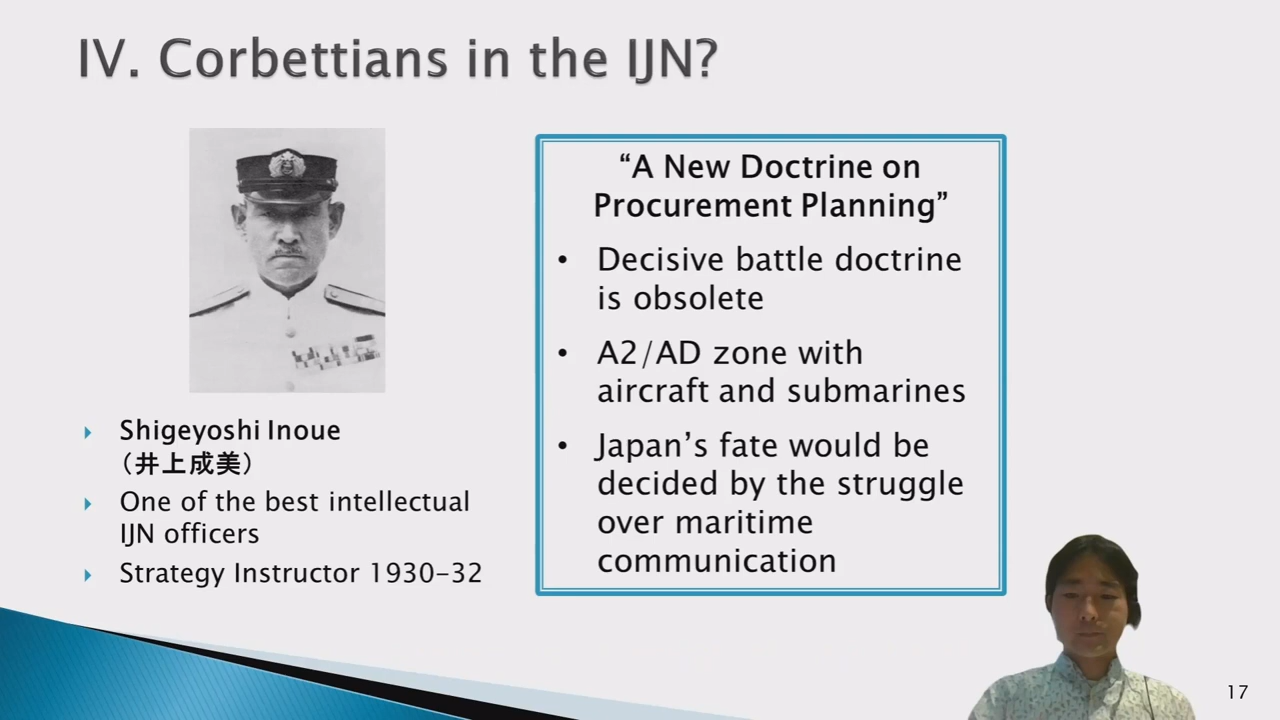 IV. Corbettians in the IJN?
Shigeyoshi Inoue
（井上成美）
One of the best intellectual
IJN officers
Strategy Instructor 1930-32
“A New Doctrine on
Procurement Planning”
• Decisive battle doctrine
is obsolete
• A2/AD zone with
aircraft and submarines
• Japan’s fate would be
decided by the struggle
over maritime
communication
17